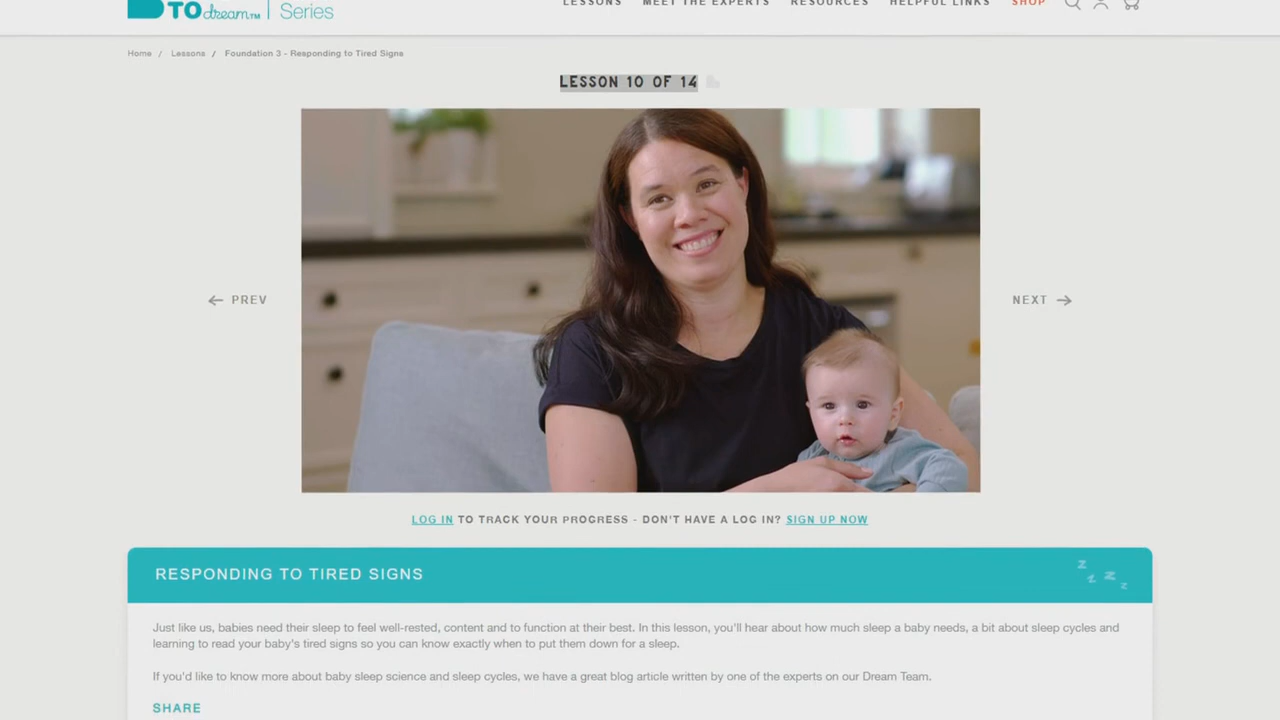 TO dream™ | Series
LESSONS MEET THE EXPERTS RESOURCES HELPFUL LINKS SHOP
Home / Lessons / Foundation 3 - Responding to Tired Signs
LESSON 10 OF 14
← PREV
NEXT →
LOG IN TO TRACK YOUR PROGRESS - DON'T HAVE A LOG IN? SIGN UP NOW
RESPONDING TO TIRED SIGNS
z z z z
Just like us, babies need their sleep to feel well-rested, content and to function at their best. In this lesson, you'll hear about how much sleep a baby needs, a bit about sleep cycles and
learning to read your baby's tired signs so you can know exactly when to put them down for a sleep.
If you'd like to know more about baby sleep science and sleep cycles, we have a great blog article written by one of the experts on our Dream Team.
SHARE